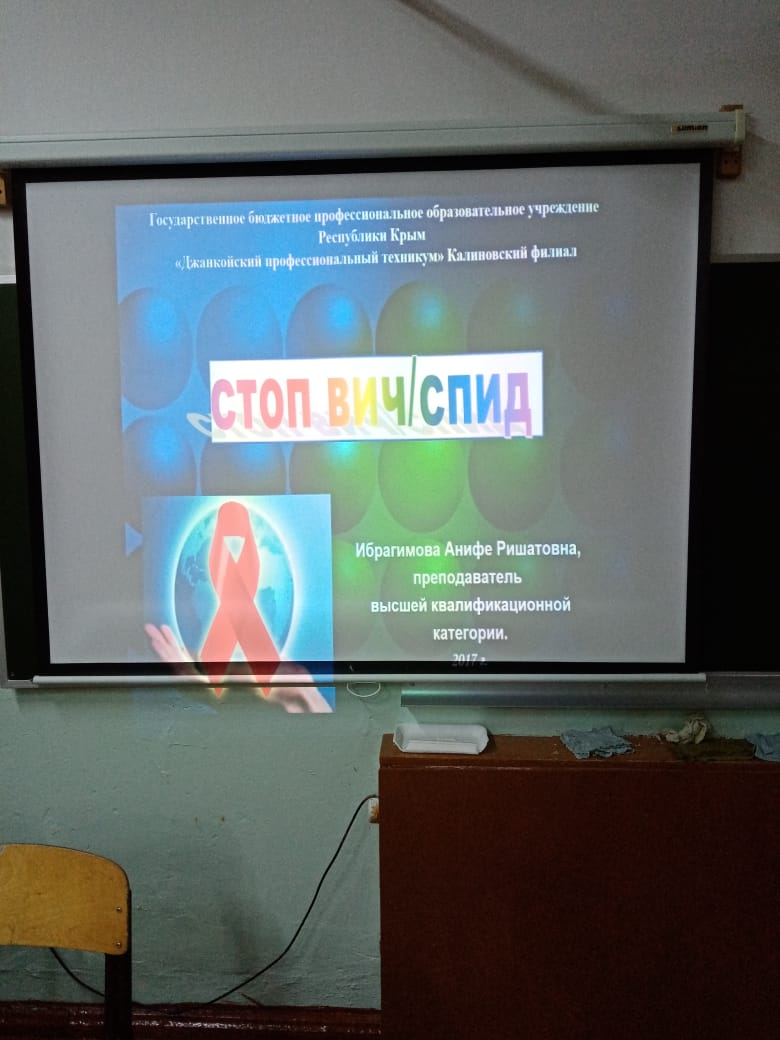 sumien
Государственное бюджетное профессиональное образовательное учреждение
Республики Крым
«Джанкойский профессиональный техникум» Калиновский филиал
СТОП ВИЧ/СПИД
Ибрагимова Анифе Ришатовна,
преподаватель
высшей квалификационной
категории.
2017 г.